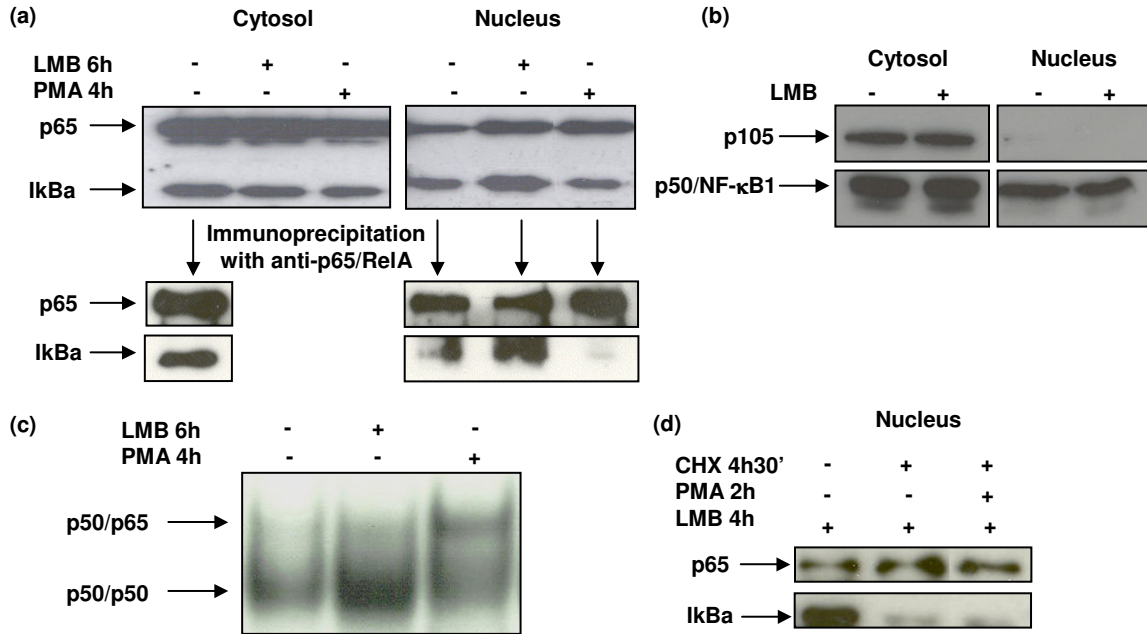 (a)
Cytosol
Nucleus
LMB 6h - + - - + -
PMA 4h - - + - - +
p65
IkBa
Immunoprecipitation
with anti-p65/RelA
p65
IkBa
(b)
Cytosol
Nucleus
LMB - + - +
p105
p50/NF-κB1
(c)
LMB 6h - + -
PMA 4h - - +
p50/p65
p50/p50
(d)
Nucleus
CHX 4h30' - + +
PMA 2h - - +
LMB 4h + + +
p65
IkBa